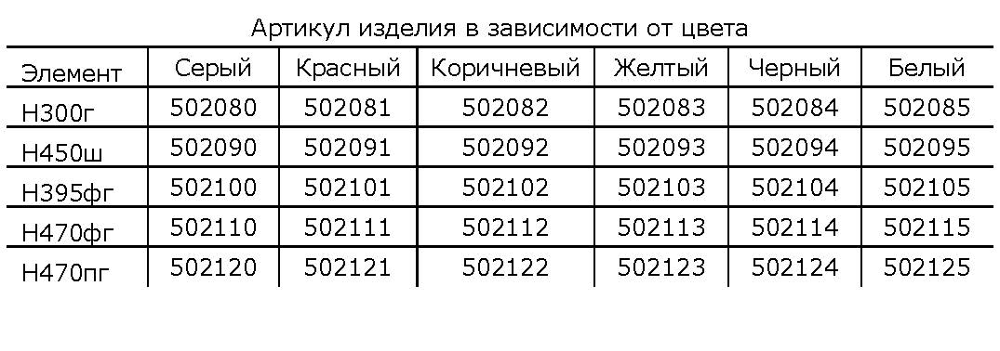 Артикул изделия в зависимости от цвета
Элемент Серый Красный Коричневый Желтый Черный Белый
Н300г 502080 502081 502082 502083 502084 502085
Н450ш 502090 502091 502092 502093 502094 502095
Н395фг 502100 502101 502102 502103 502104 502105
Н470фг 502110 502111 502112 502113 502114 502115
Н470пг 502120 502121 502122 502123 502124 502125